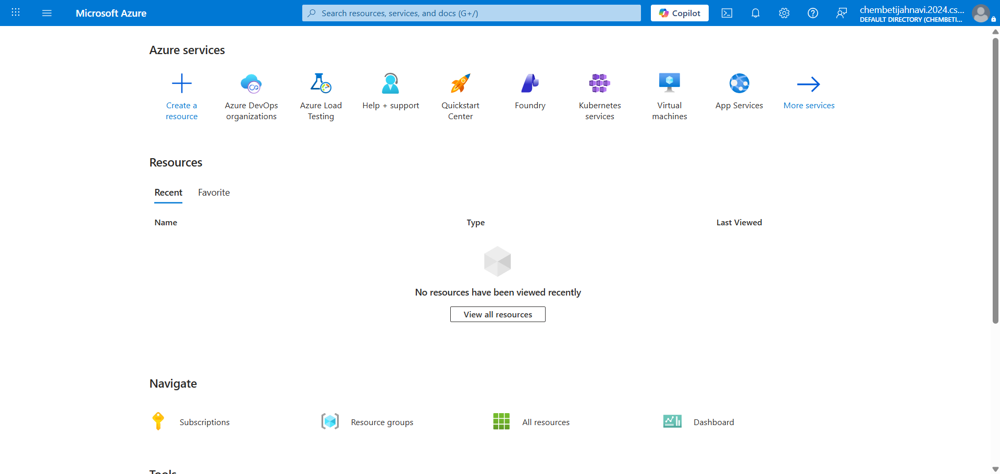 Microsoft Azure
Search resources, services, and docs (G+/)
Copilot
chembetijahnavi.2024.cs...
DEFAULT DIRECTORY (CHEMBETI...
Azure services
Create a
resource
Azure DevOps
organizations
Azure Load
Testing
Help + support
Quickstart
Center
Foundry
Kubernetes
services
Virtual
machines
App Services
More services
Resources
Recent
Favorite
Name
Type
Last Viewed
No resources have been viewed recently
View all resources
Navigate
Subscriptions
Resource groups
All resources
Dashboard
Tools